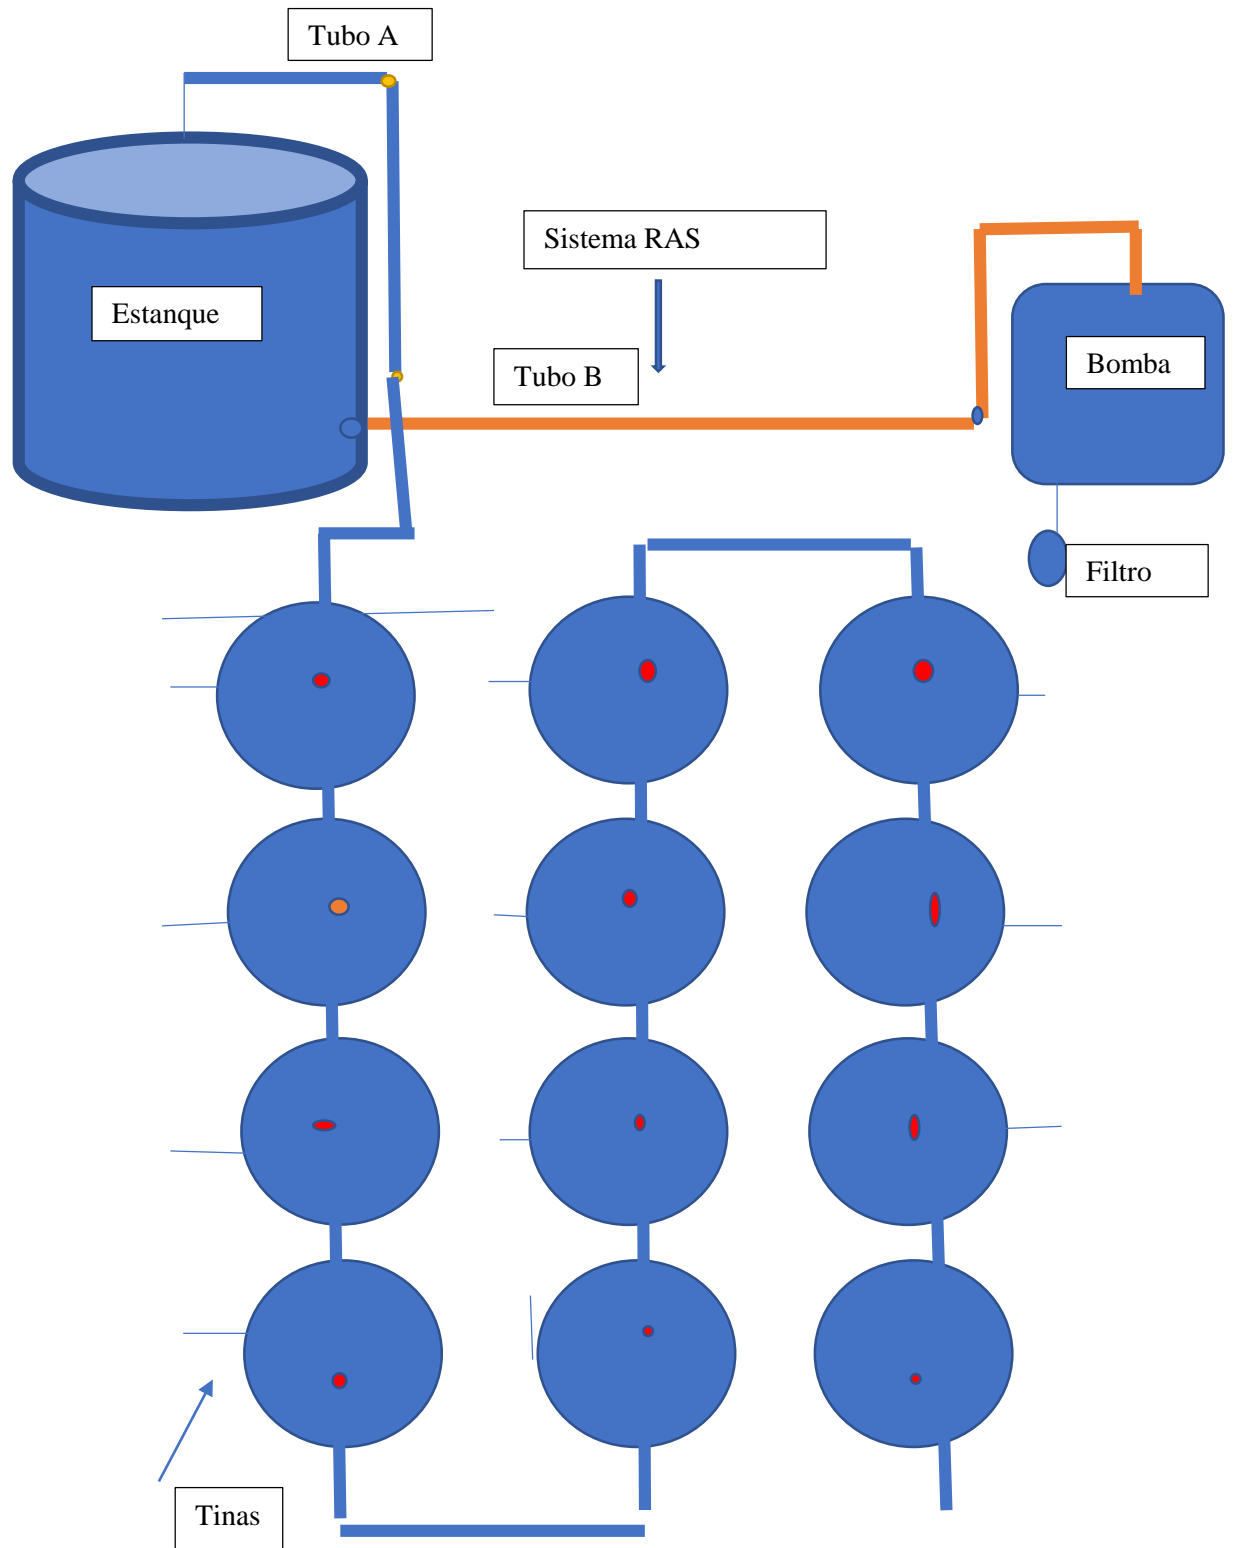 Tubo A
Sistema RAS
Estanque
Tubo B
Bomba
Filtro
Tinas